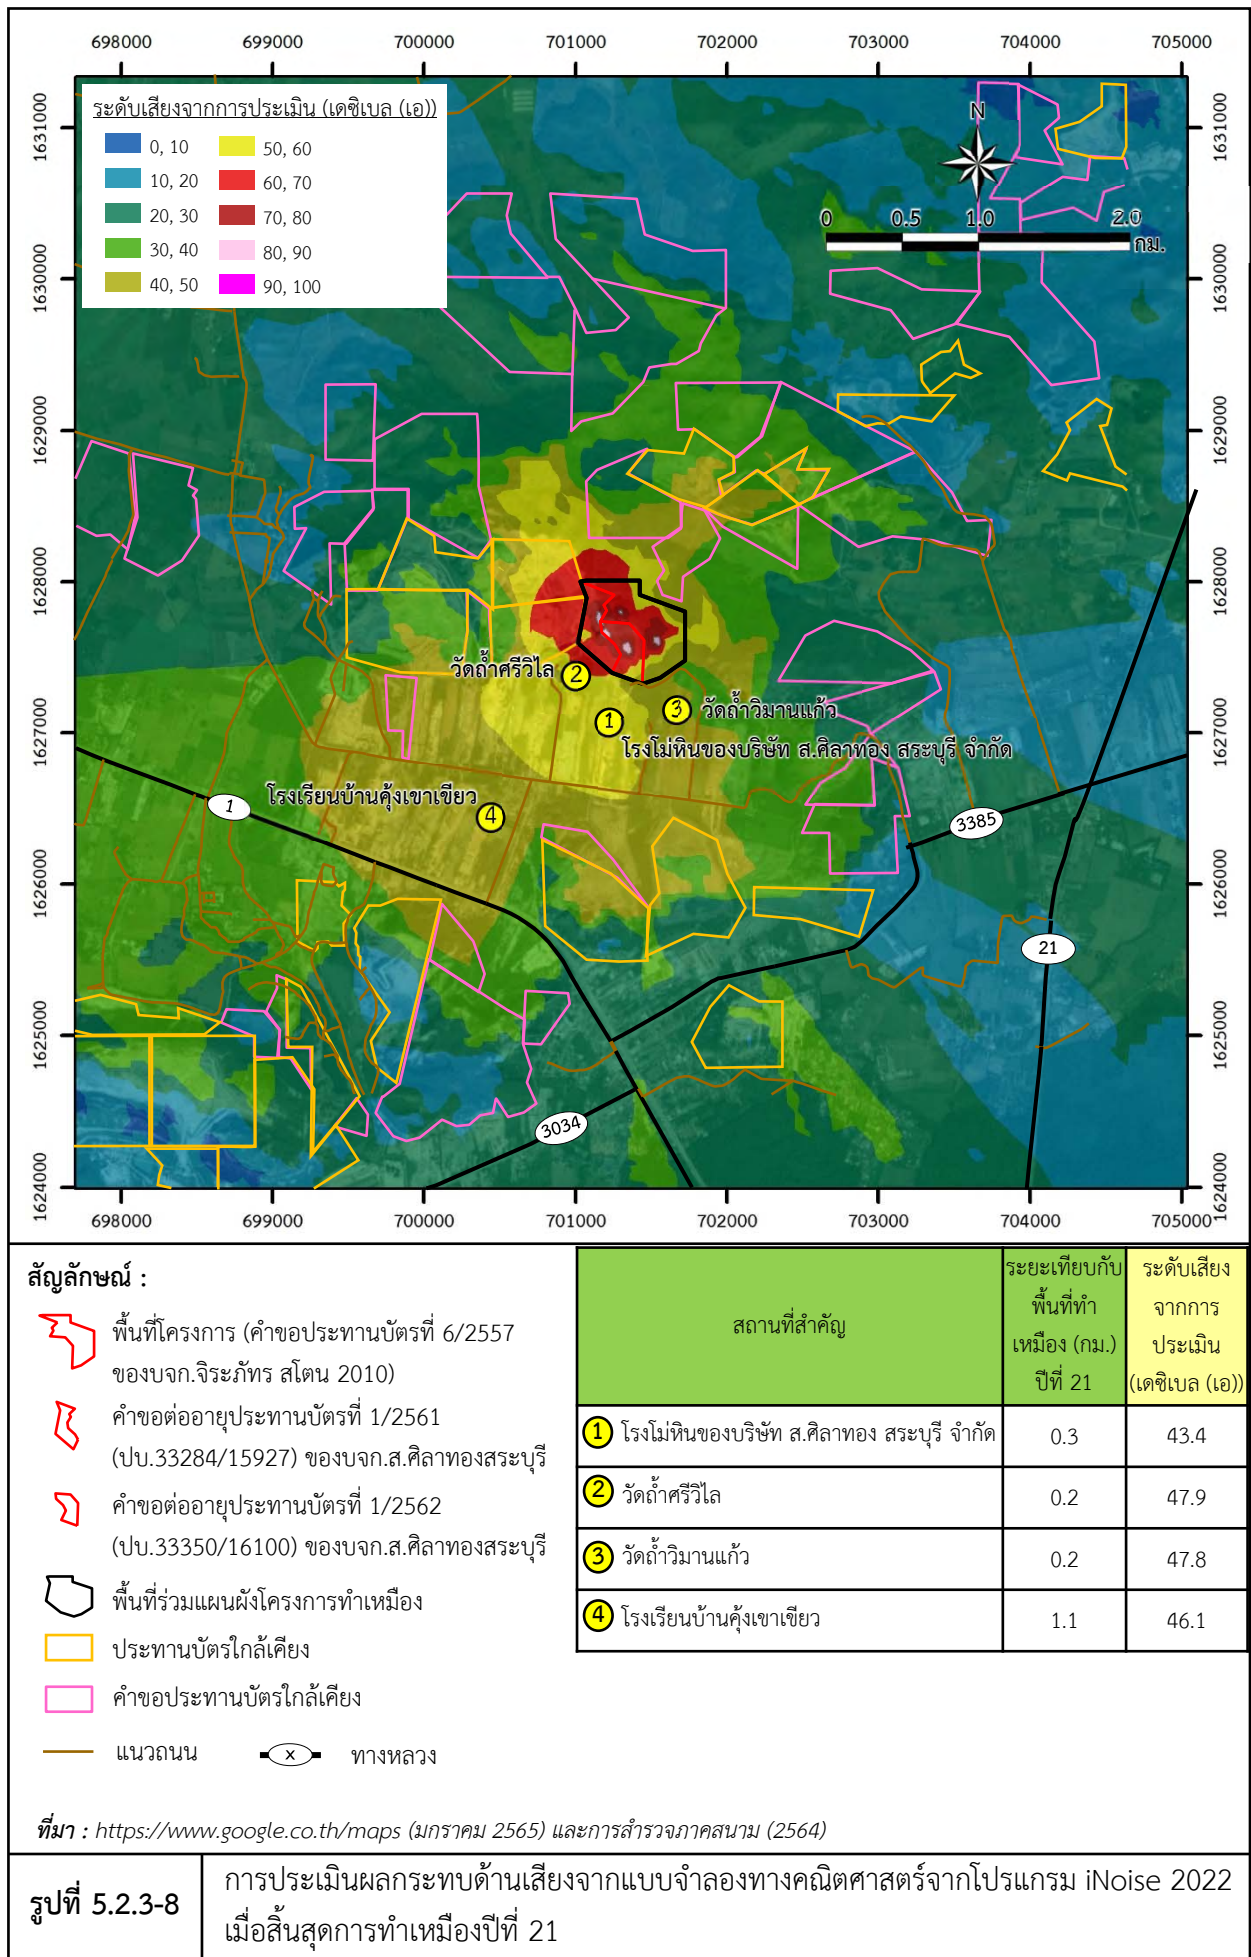 698000 699000 700000 701000 702000 703000 704000 705000
1631000
1630000
1629000
1628000
1627000
1626000
1625000
1624000
1631000
1630000
1629000
1628000
1627000
1626000
1625000
1624000
ระดับเสียงจากการประเมิน (เดซิเบล (เอ))
0, 10 50, 60
10, 20 60, 70
20, 30 70, 80
30, 40 80, 90
40, 50 90, 100
N
0 0.5 1.0 2.0
กม.
วัดถ้ำศรีวิไล 2
3 วัดถ้ำวิมานแก้ว
1
โรงโม่หินของบริษัท ส.ศิลาทอง สระบุรี จำกัด
โรงเรียนบ้านคุ้งเขาเขียว
4
1
3385
21
3034
698000 699000 700000 701000 702000 703000 704000 705000
สัญลักษณ์ :
พื้นที่โครงการ (คำขอประทานบัตรที่ 6/2557
ของบจก.จิระภัทร สโตน 2010)
คำขอต่ออายุประทานบัตรที่ 1/2561
(ปบ.33284/15927) ของบจก.ส.ศิลาทองสระบุรี
คำขอต่ออายุประทานบัตรที่ 1/2562
(ปบ.33350/16100) ของบจก.ส.ศิลาทองสระบุรี
พื้นที่ร่วมแผนผังโครงการทำเหมือง
ประทานบัตรใกล้เคียง
คำขอประทานบัตรใกล้เคียง
แนวถนน x ทางหลวง
สถานที่สำคัญ
ระยะเทียบกับ
พื้นที่ทำ
เหมือง (กม.)
ปีที่ 21
ระดับเสียง
จากการ
ประเมิน
(เดซิเบล (เอ))
1 โรงโม่หินของบริษัท ส.ศิลาทอง สระบุรี จำกัด 0.3 43.4
2 วัดถ้ำศรีวิไล 0.2 47.9
3 วัดถ้ำวิมานแก้ว 0.2 47.8
4 โรงเรียนบ้านคุ้งเขาเขียว 1.1 46.1
ที่มา : https://www.google.co.th/maps (มกราคม 2565) และการสำรวจภาคสนาม (2564)
รูปที่ 5.2.3-8
การประเมินผลกระทบด้านเสียงจากแบบจำลองทางคณิตศาสตร์จากโปรแกรม iNoise 2022
เมื่อสิ้นสุดการทำเหมืองปีที่ 21